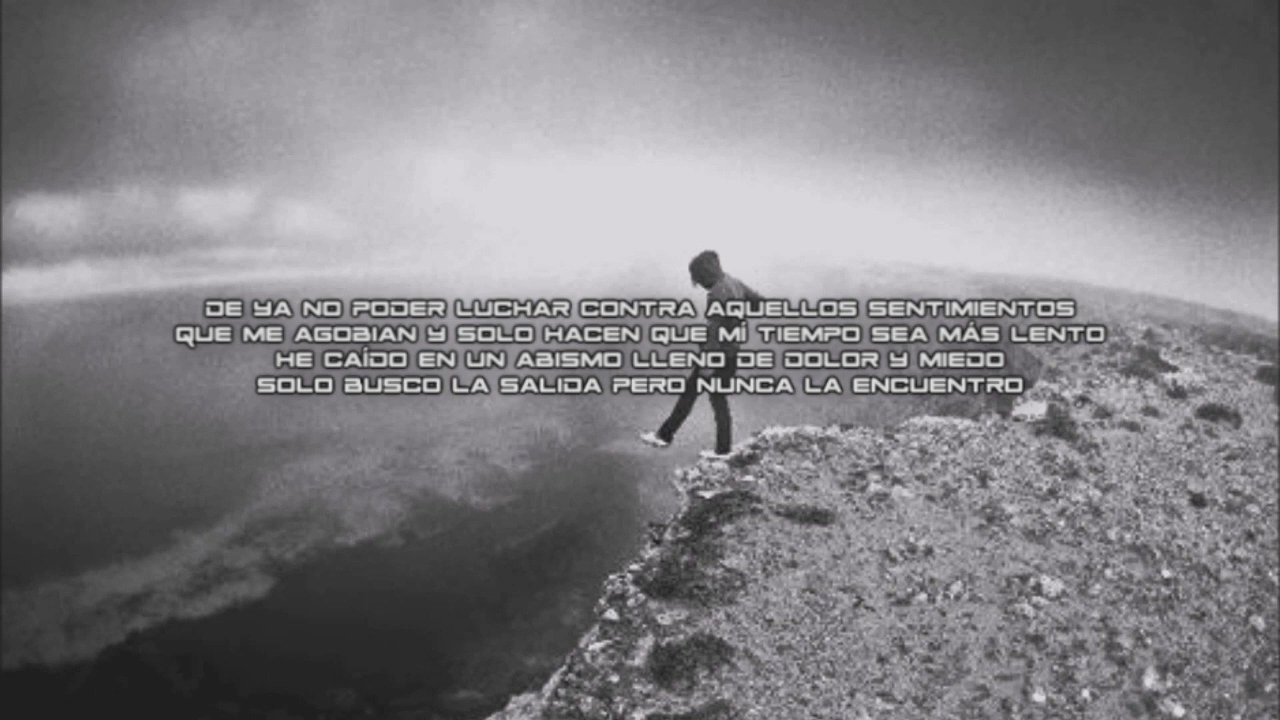 DE YA NO PODER LUCHAR CONTRA AQUELLOS SENTIMIENTOS
QUE ME AGOBIAN Y SOLO HACEN QUE MÍ TIEMPO SEA MÁS LENTO
HE CAÍDO EN UN ABISMO LLENO DE DOLOR Y MIEDO
SOLO BUSCO LA SALIDA PERO NUNCA LA ENCUENTRO